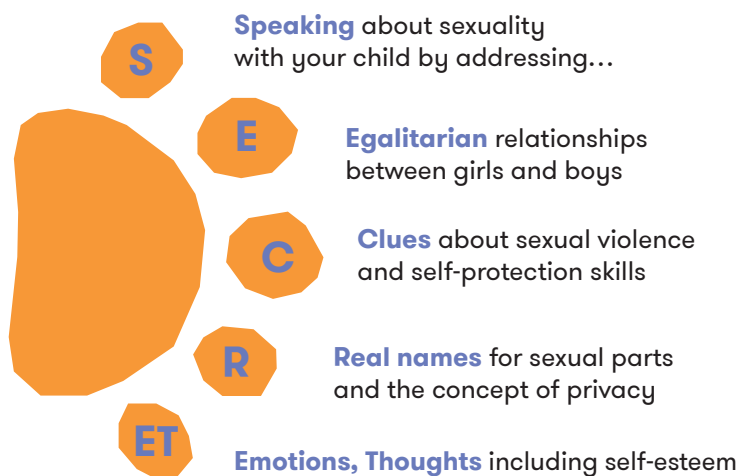 S
Speaking about sexuality
with your child by addressing...
E
Egalitarian relationships
between girls and boys
C
Clues about sexual violence
and self-protection skills
R
Real names for sexual parts
and the concept of privacy
ET
Emotions, Thoughts including self-esteem